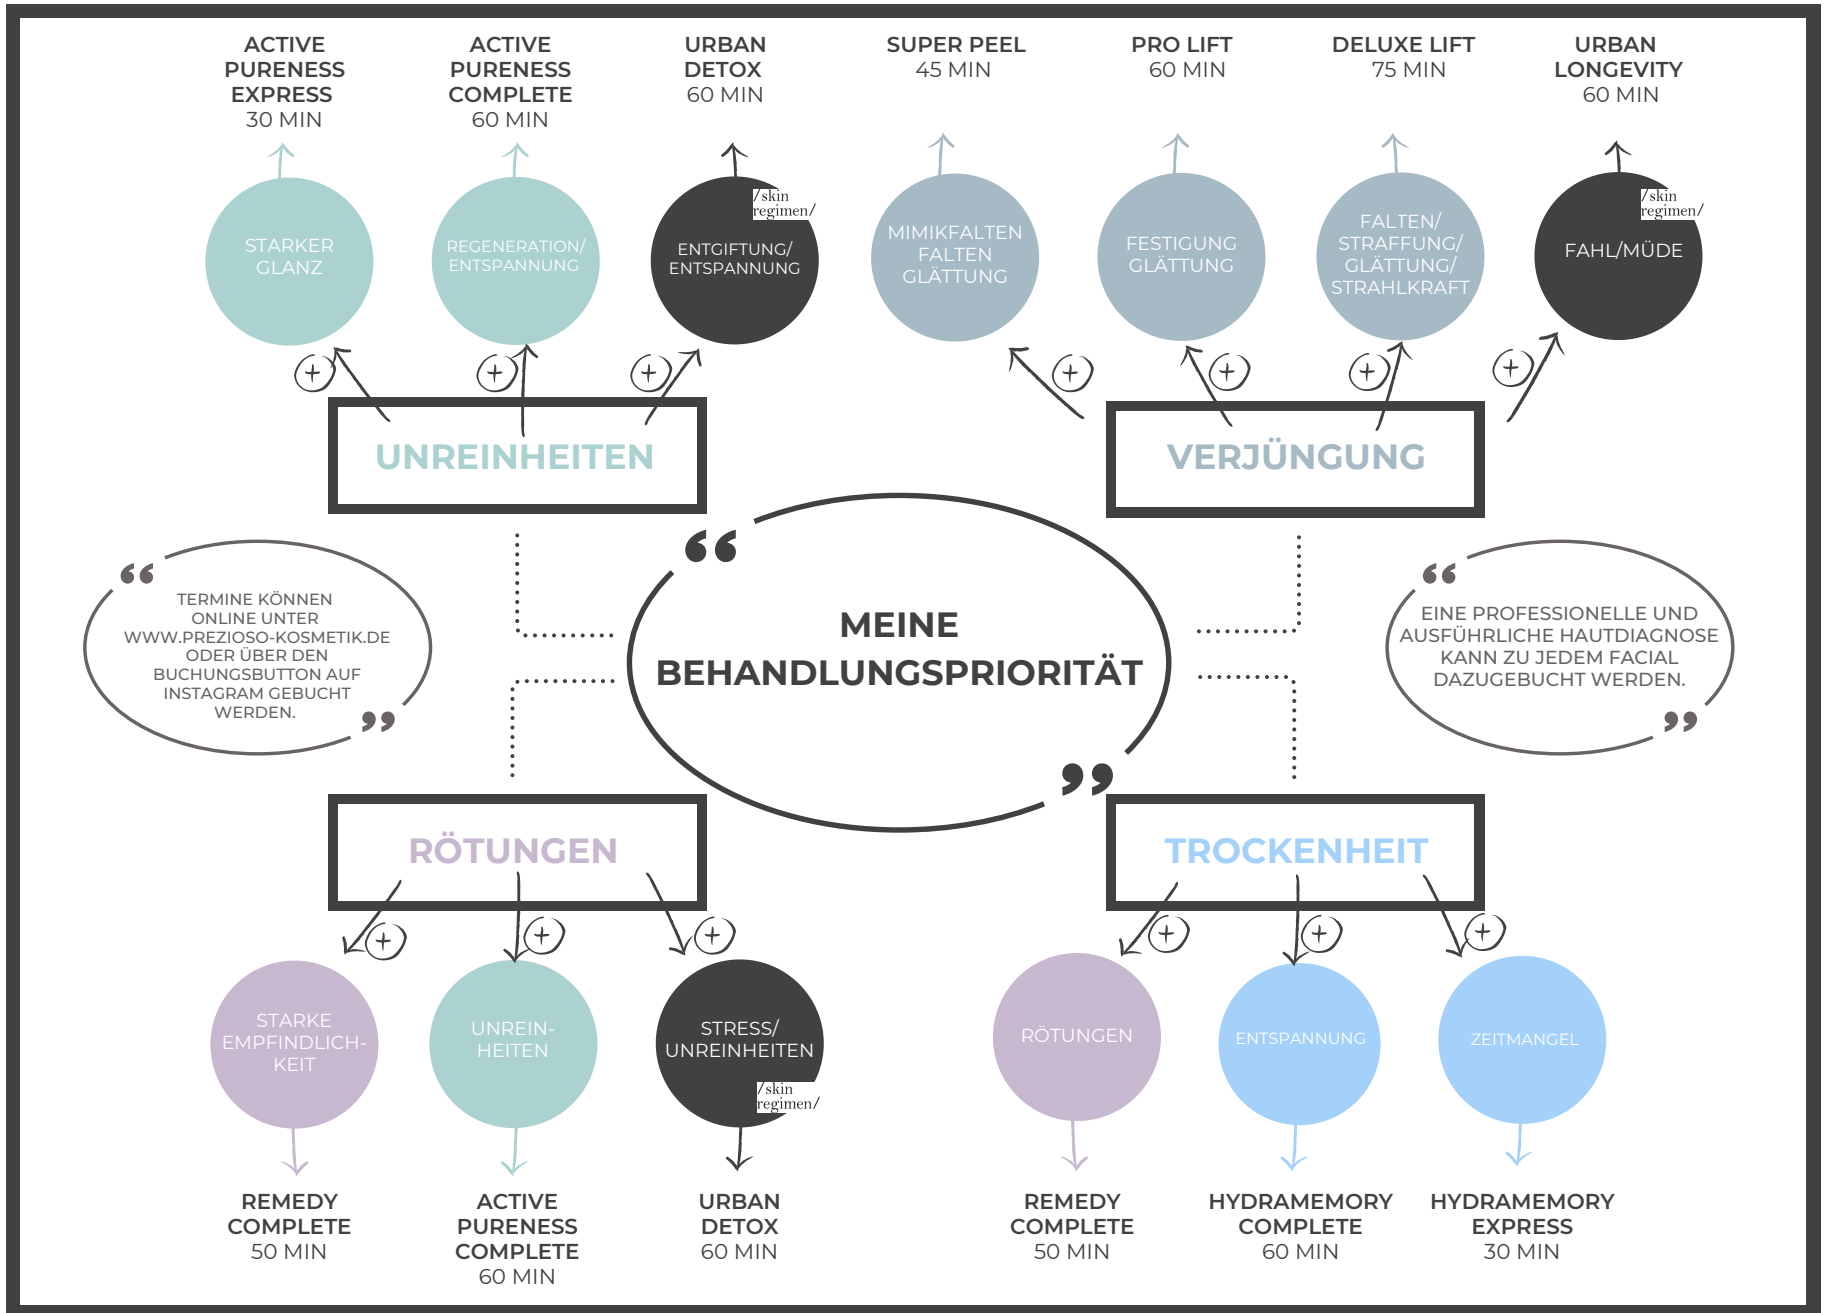 ACTIVE
PURENESS
EXPRESS
30 MIN
ACTIVE
PURENESS
COMPLETE
60 MIN
URBAN
DETOX
60 MIN
SUPER PEEL
45 MIN
PRO LIFT
60 MIN
DELUXE LIFT
75 MIN
URBAN
LONGEVITY
60 MIN
STARKER
GLANZ
REGENERATION/
ENTSPANNUNG
/skin
regimen/
ENTGIFTUNG/
ENTSPANNUNG
MIMIKFALTEN
FALTEN
GLÄTTUNG
FESTIGUNG
GLÄTTUNG
FALTEN/
STRAFFUNG/
GLÄTTUNG/
STRAHLKRAFT
/skin
regimen/
FAHL/MÜDE
+
+
+
+
+
+
+
UNREINHEITEN
VERJÜNGUNG
“
TERMINE KÖNNEN
ONLINE UNTER
WWW.PREZIOSO-KOSMETIK.DE
ODER ÜBER DEN
BUCHUNGSBUTTON AUF
INSTAGRAM GEBUCHT
WERDEN.
”
“
MEINE
BEHANDLUNGSPRIORITÄT
”
“
EINE PROFESSIONELLE UND
AUSFÜHRLICHE HAUTDIAGNOSE
KANN ZU JEDEM FACIAL
DAZUGEBUCHT WERDEN.
”
RÖTUNGEN
TROCKENHEIT
+
+
+
+
+
+
STARKE
EMPFINDLICH-
KEIT
UNREIN-
HEITEN
STRESS/
UNREINHEITEN
/skin
regimen/
RÖTUNGEN
ENTSPANNUNG
ZEITMANGEL
REMEDY
COMPLETE
50 MIN
ACTIVE
PURENESS
COMPLETE
60 MIN
URBAN
DETOX
60 MIN
REMEDY
COMPLETE
50 MIN
HYDRAMEMORY
COMPLETE
60 MIN
HYDRAMEMORY
EXPRESS
30 MIN